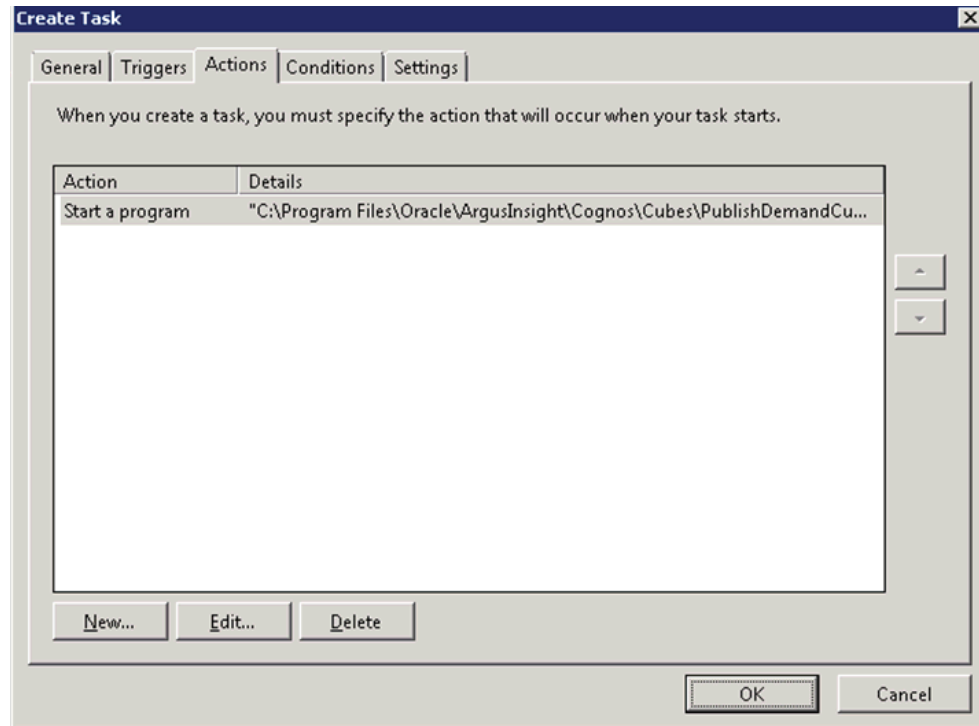 Create Task
General Triggers Actions Conditions Settings
When you create a task, you must specify the action that will occur when your task starts.
Action Details
Start a program "C:\Program Files\Oracle\ArgusInsight\Cognos\Cubes\PublishDemandCu...
New... Edit... Delete
OK Cancel